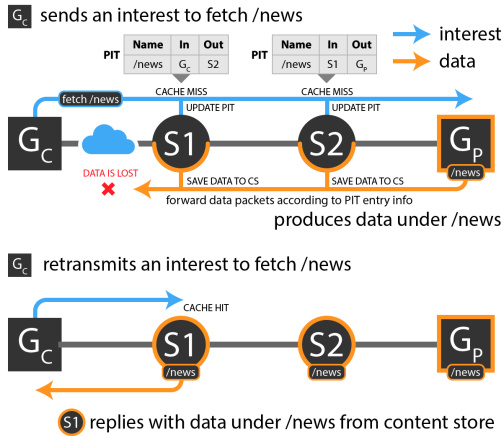 GC sends an interest to fetch /news
PIT
Name In Out
/news GC S2
PIT
Name In Out
/news S1 GP
interest
data
fetch /news
CACHE MISS
UPDATE PIT
CACHE MISS
UPDATE PIT
GC
S1
S2
GP
/news
DATA IS LOST
SAVE DATA TO CS
SAVE DATA TO CS
forward data packets according to PIT entry info
produces data under /news
GC retransmits an interest to fetch /news
CACHE HIT
GC
S1
S2
GP
/news
/news
/news
S1 replies with data under /news from content store